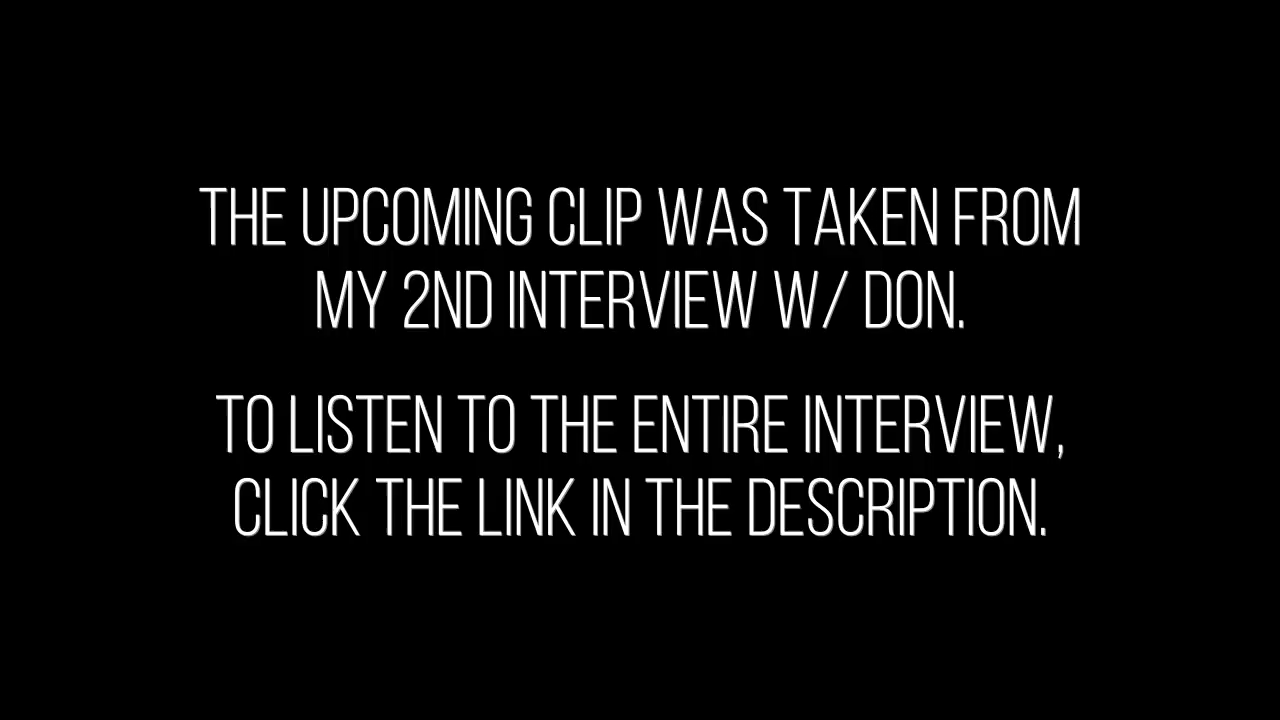 THE UPCOMING CLIP WAS TAKEN FROM
MY 2ND INTERVIEW W/ DON.
TO LISTEN TO THE ENTIRE INTERVIEW,
CLICK THE LINK IN THE DESCRIPTION.